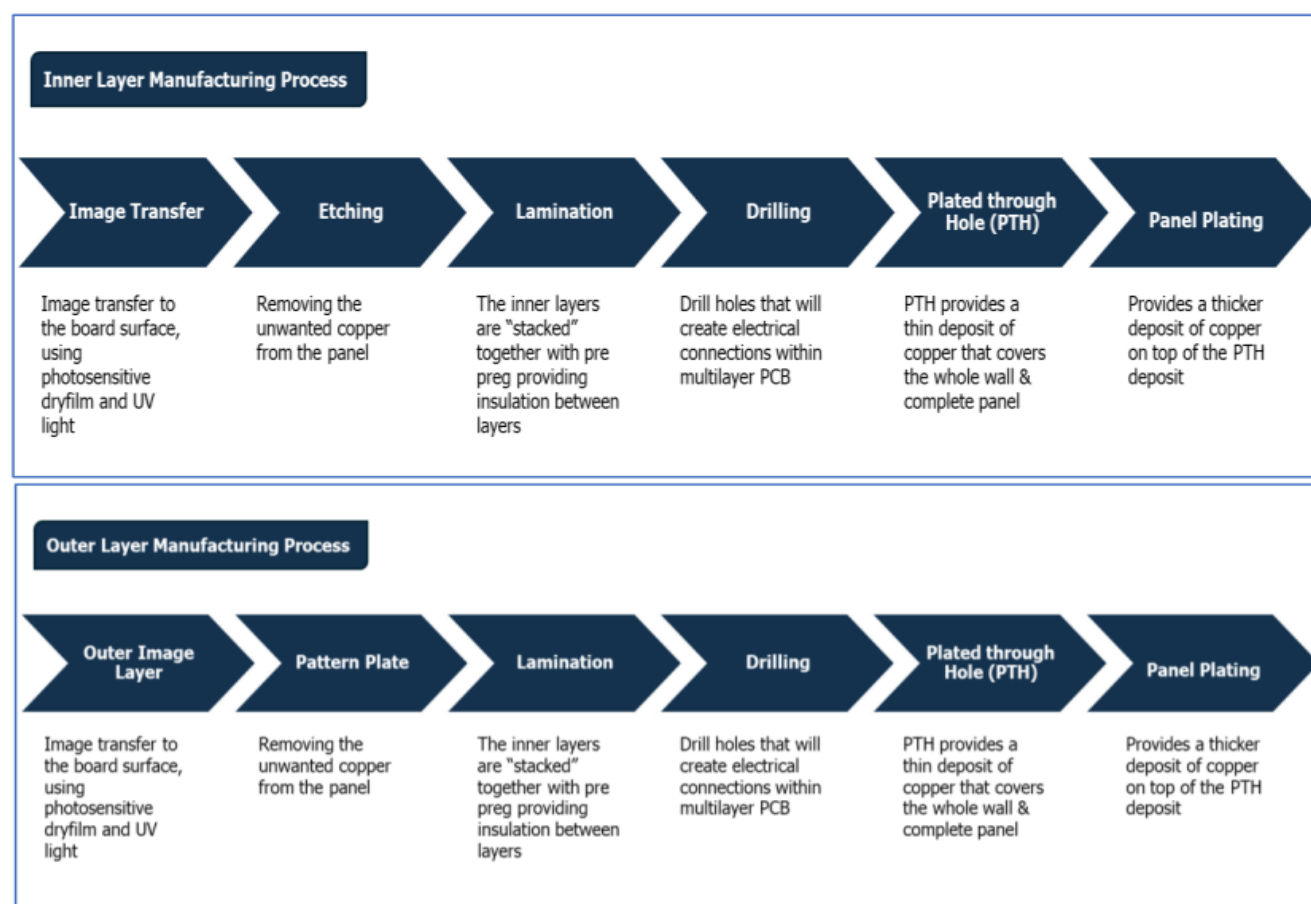 Inner Layer Manufacturing Process
Image Transfer
Etching
Lamination
Drilling
Plated through
Hole (PTH)
Panel Plating
Image transfer to
the board surface,
using
photosensitive
dryfilm and UV
light
Removing the
unwanted copper
from the panel
The inner layers
are “stacked”
together with pre
preg providing
insulation between
layers
Drill holes that will
create electrical
connections within
multilayer PCB
PTH provides a
thin deposit of
copper that covers
the whole wall &
complete panel
Provides a thicker
deposit of copper
on top of the PTH
deposit
Outer Layer Manufacturing Process
Outer Image
Layer
Pattern Plate
Lamination
Drilling
Plated through
Hole (PTH)
Panel Plating
Image transfer to
the board surface,
using
photosensitive
dryfilm and UV
light
Removing the
unwanted copper
from the panel
The inner layers
are “stacked”
together with pre
preg providing
insulation between
layers
Drill holes that will
create electrical
connections within
multilayer PCB
PTH provides a
thin deposit of
copper that covers
the whole wall &
complete panel
Provides a thicker
deposit of copper
on top of the PTH
deposit